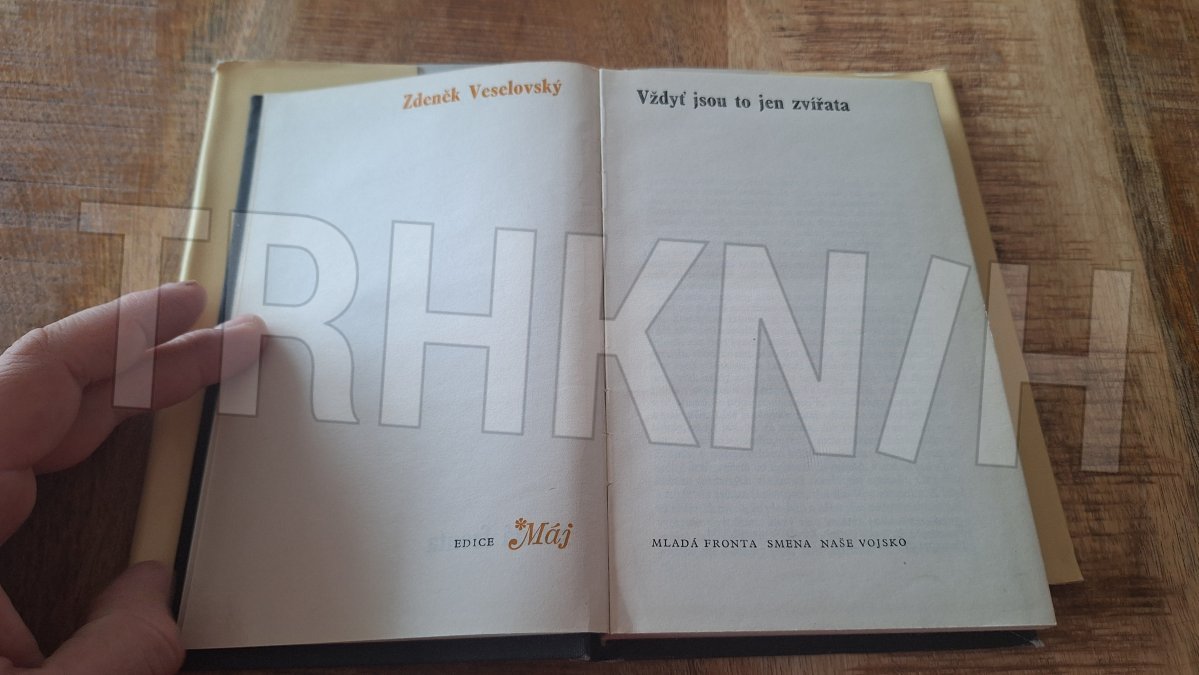 Zdeněk Veselovský
Vždyť jsou to jen zvířata
TRHKNIH
EDICE Máj
MLADÁ FRONTA SMENA NAŠE VOJSKO